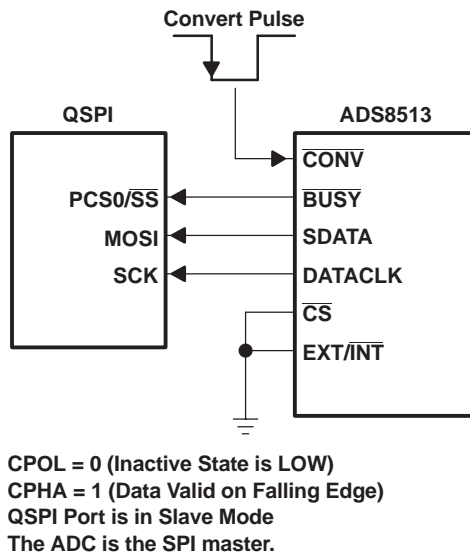 Convert Pulse
QSPI
ADS8513
CONV
PCS0/SS
BUSY
MOSI
SDATA
SCK
DATACLK
CS
EXT/INT
CPOL = 0 (Inactive State is LOW)
CPHA = 1 (Data Valid on Falling Edge)
QSPI Port is in Slave Mode
The ADC is the SPI master.